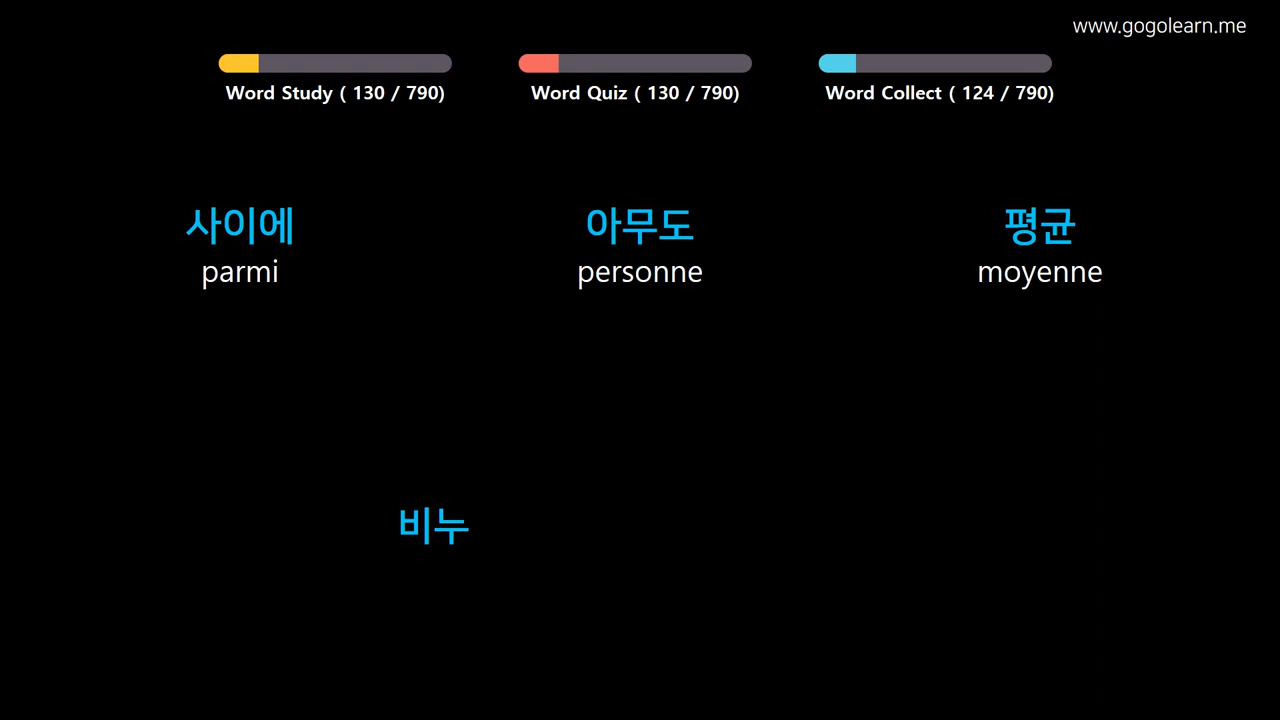 www.gogolearn.me
Word Study ( 130 / 790)
Word Quiz ( 130 / 790)
Word Collect ( 124 / 790)
사이에
parmi
아무도
personne
평균
moyenne
비누